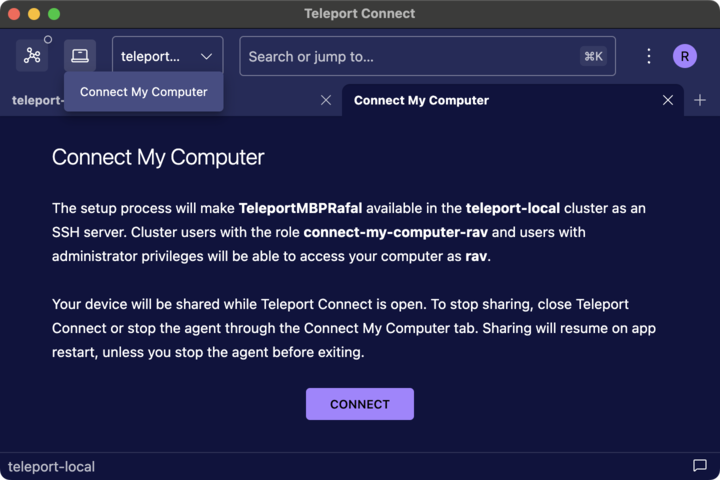 Teleport Connect
teleport...
Search or jump to...
⌘K
R
Connect My Computer
teleport-
Connect My Computer
Connect My Computer
The setup process will make TeleportMBPRafal available in the teleport-local cluster as an
SSH server. Cluster users with the role connect-my-computer-rav and users with
administrator privileges will be able to access your computer as rav.
Your device will be shared while Teleport Connect is open. To stop sharing, close Teleport
Connect or stop the agent through the Connect My Computer tab. Sharing will resume on app
restart, unless you stop the agent before exiting.
CONNECT
teleport-local